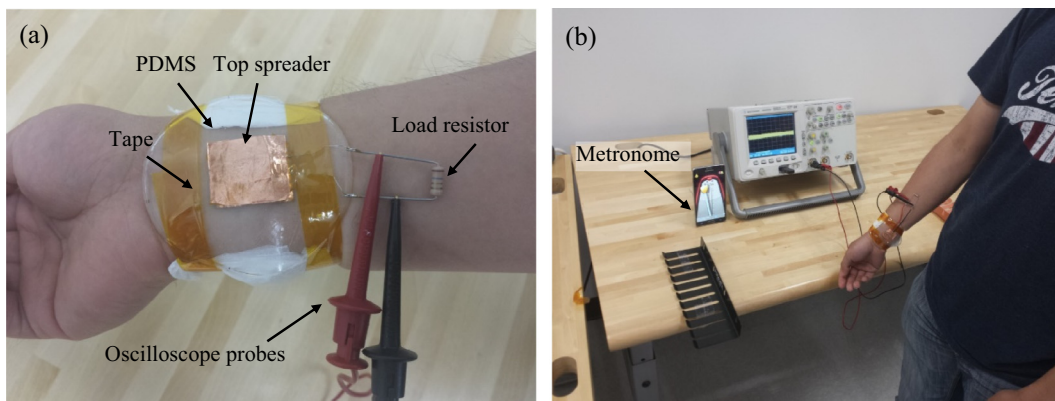 (a)
PDMS Top spreader
Tape
Load resistor
Oscilloscope probes
(b)
Metronome